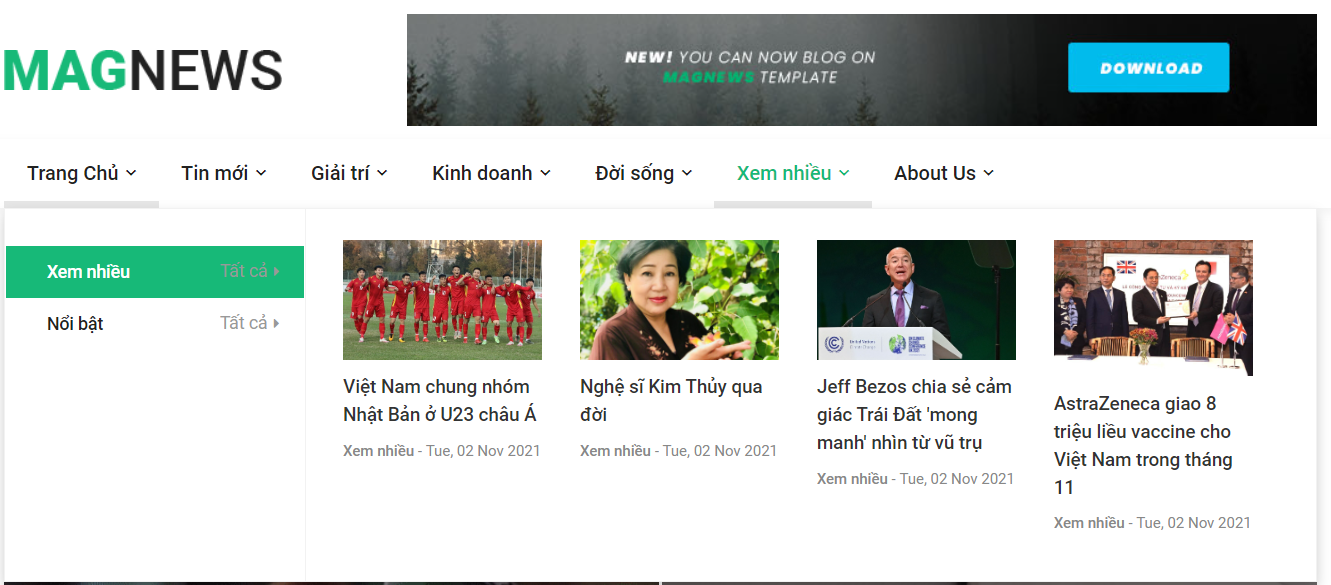 MAGNEWS
NEW! YOU CAN NOW BLOG ON
MAGNEWS TEMPLATE
DOWNLOAD
Trang Chủ
Tin mới
Giải trí
Kinh doanh
Đời sống
Xem nhiều
About Us
Xem nhiều Tất cả
Nổi bật Tất cả
Việt Nam chung nhóm
Nhật Bản ở U23 châu Á
Xem nhiều - Tue, 02 Nov 2021
Nghệ sĩ Kim Thủy qua
đời
Xem nhiều - Tue, 02 Nov 2021
Jeff Bezos chia sẻ cảm
giác Trái Đất 'mong
manh' nhìn từ vũ trụ
Xem nhiều - Tue, 02 Nov 2021
AstraZeneca giao 8
triệu liều vaccine cho
Việt Nam trong tháng
11
Xem nhiều - Tue, 02 Nov 2021